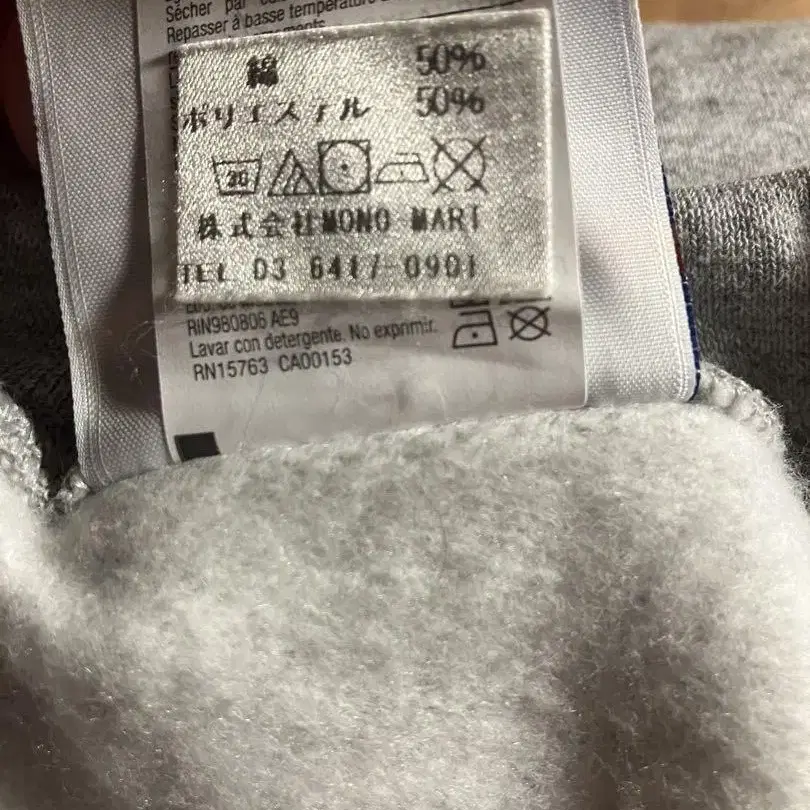 Sécher par
Repasser à basse température
綿 50%
ポリエステル 50%
30
株式会社MONO-MART
TEL 03 6417-0901
RIN980806 AE9
Lavar con detergente. No exprimir.
RN15763 CA00153